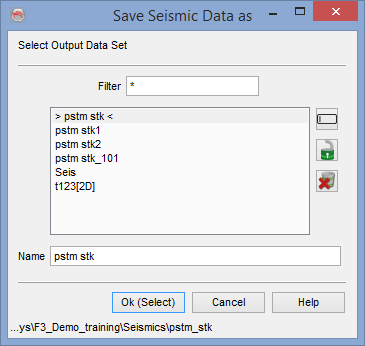 Save Seismic Data as
Select Output Data Set
Filter *
> pstm stk <
pstm stk1
pstm stk2
pstm stk_101
Seis
t123[2D]
Name pstm stk
Ok (Select) Cancel Help
...ys\F3_Demo_training\Seismics\pstm_stk